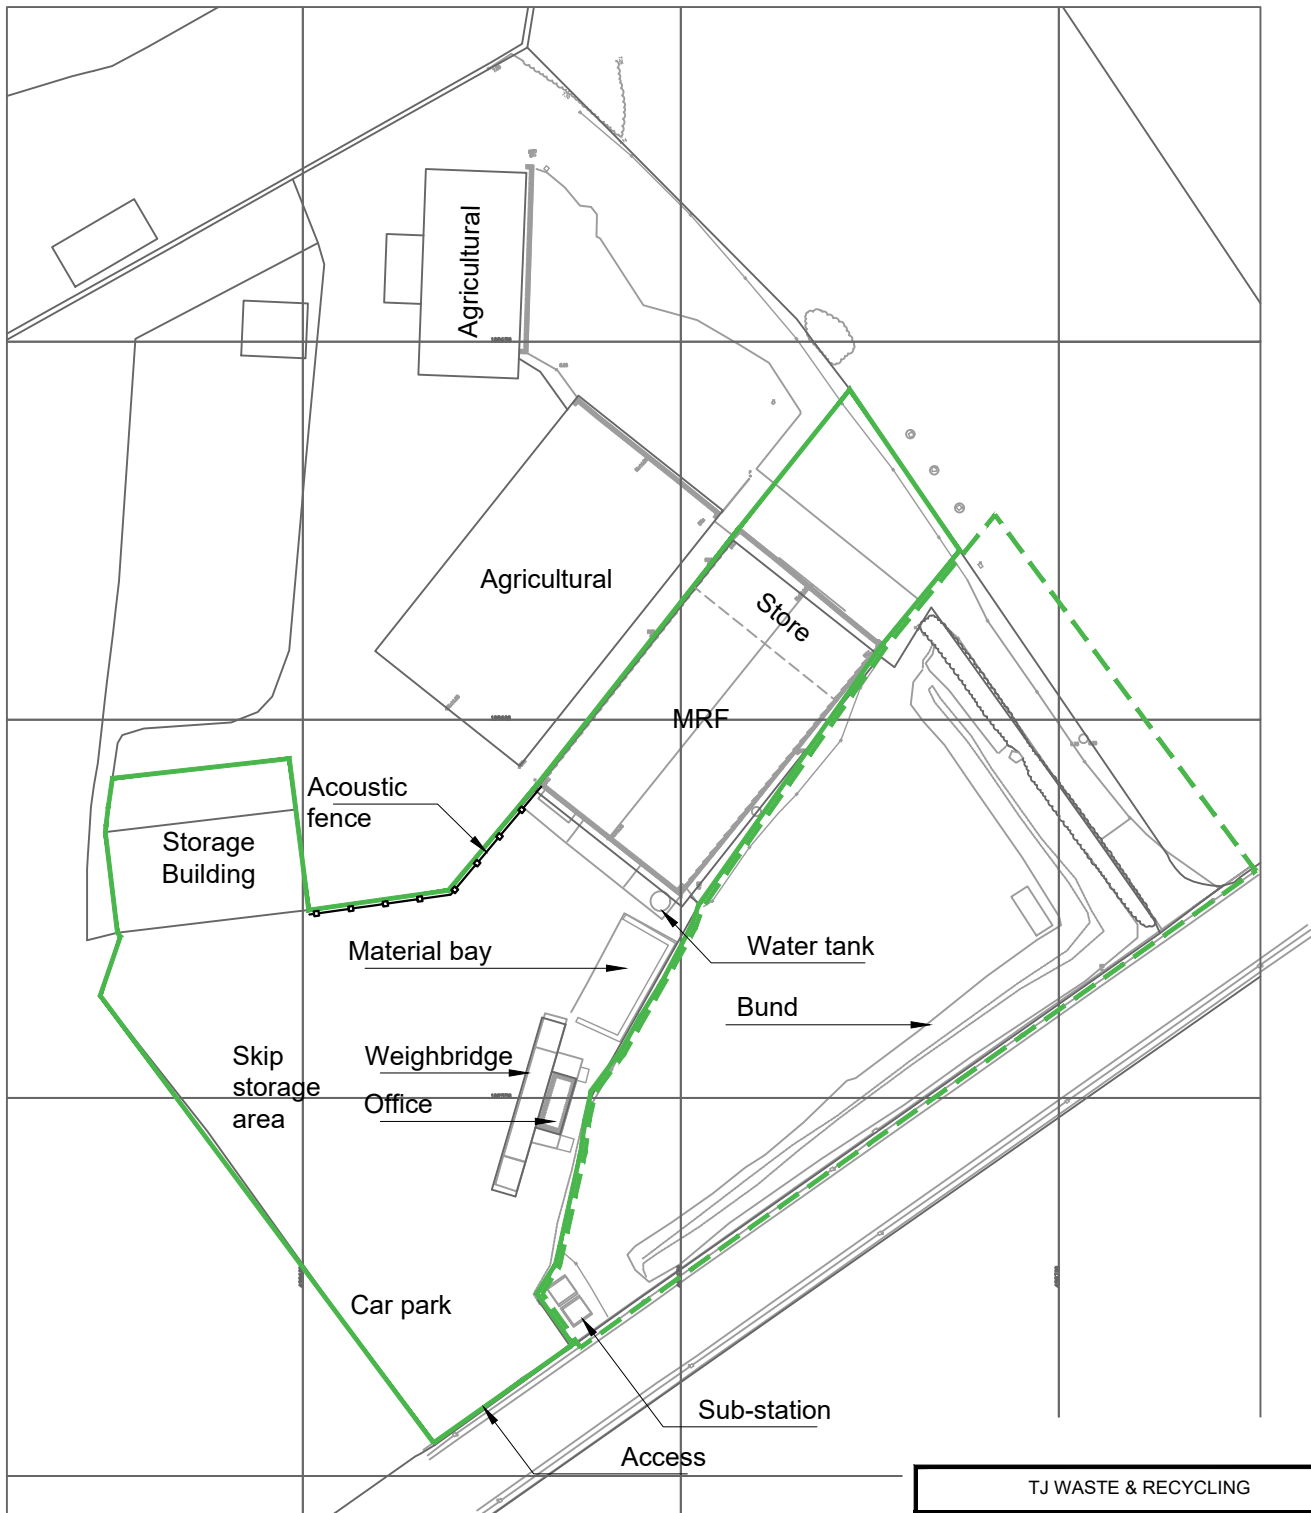 Agricultural
Agricultural
Store
MRF
Acoustic
fence
Storage
Building
Material bay
Water tank
Bund
Skip
storage
area
Weighbridge
Office
Car park
Sub-station
Access
TJ WASTE & RECYCLING